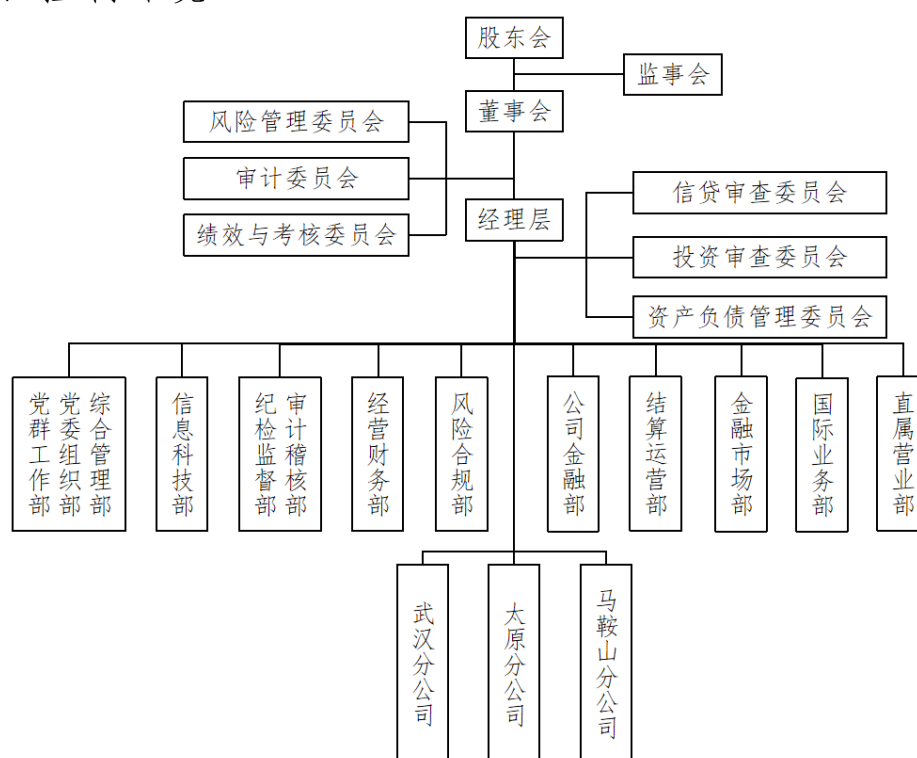 股东会
监事会
董事会
风险管理委员会
审计委员会
信贷审查委员会
经理层
绩效与考核委员会
投资审查委员会
资产负债管理委员会
党群工作部
党委组织部
综合管理部
信息科技部
纪检监督部
审计稽核部
经营财务部
风险合规部
公司金融部
结算运营部
金融市场部
国际业务部
直属营业部
武汉分公司
太原分公司
马鞍山分公司